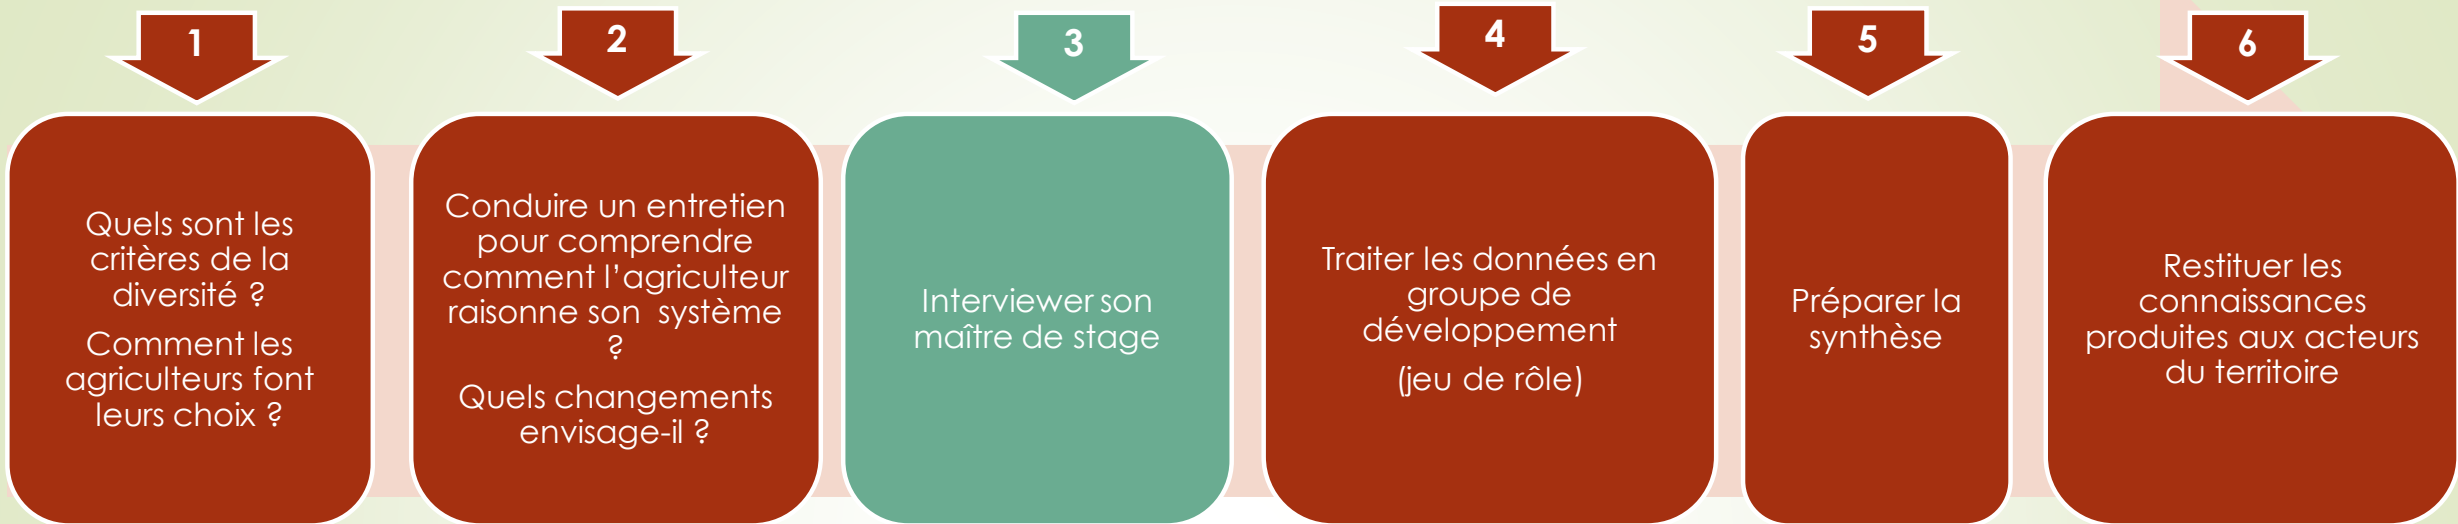 1
Quels sont les
critères de la
diversité ?
Comment les
agriculteurs font
leurs choix ?
2
Conduire un entretien
pour comprendre
comment l’agriculteur
raisonne son système
?
Quels changements
envisage-il ?
3
Interviewer son
maître de stage
4
Traiter les données en
groupe de
développement
(jeu de rôle)
5
Préparer la
synthèse
6
Restituer les
connaissances
produites aux acteurs
du territoire